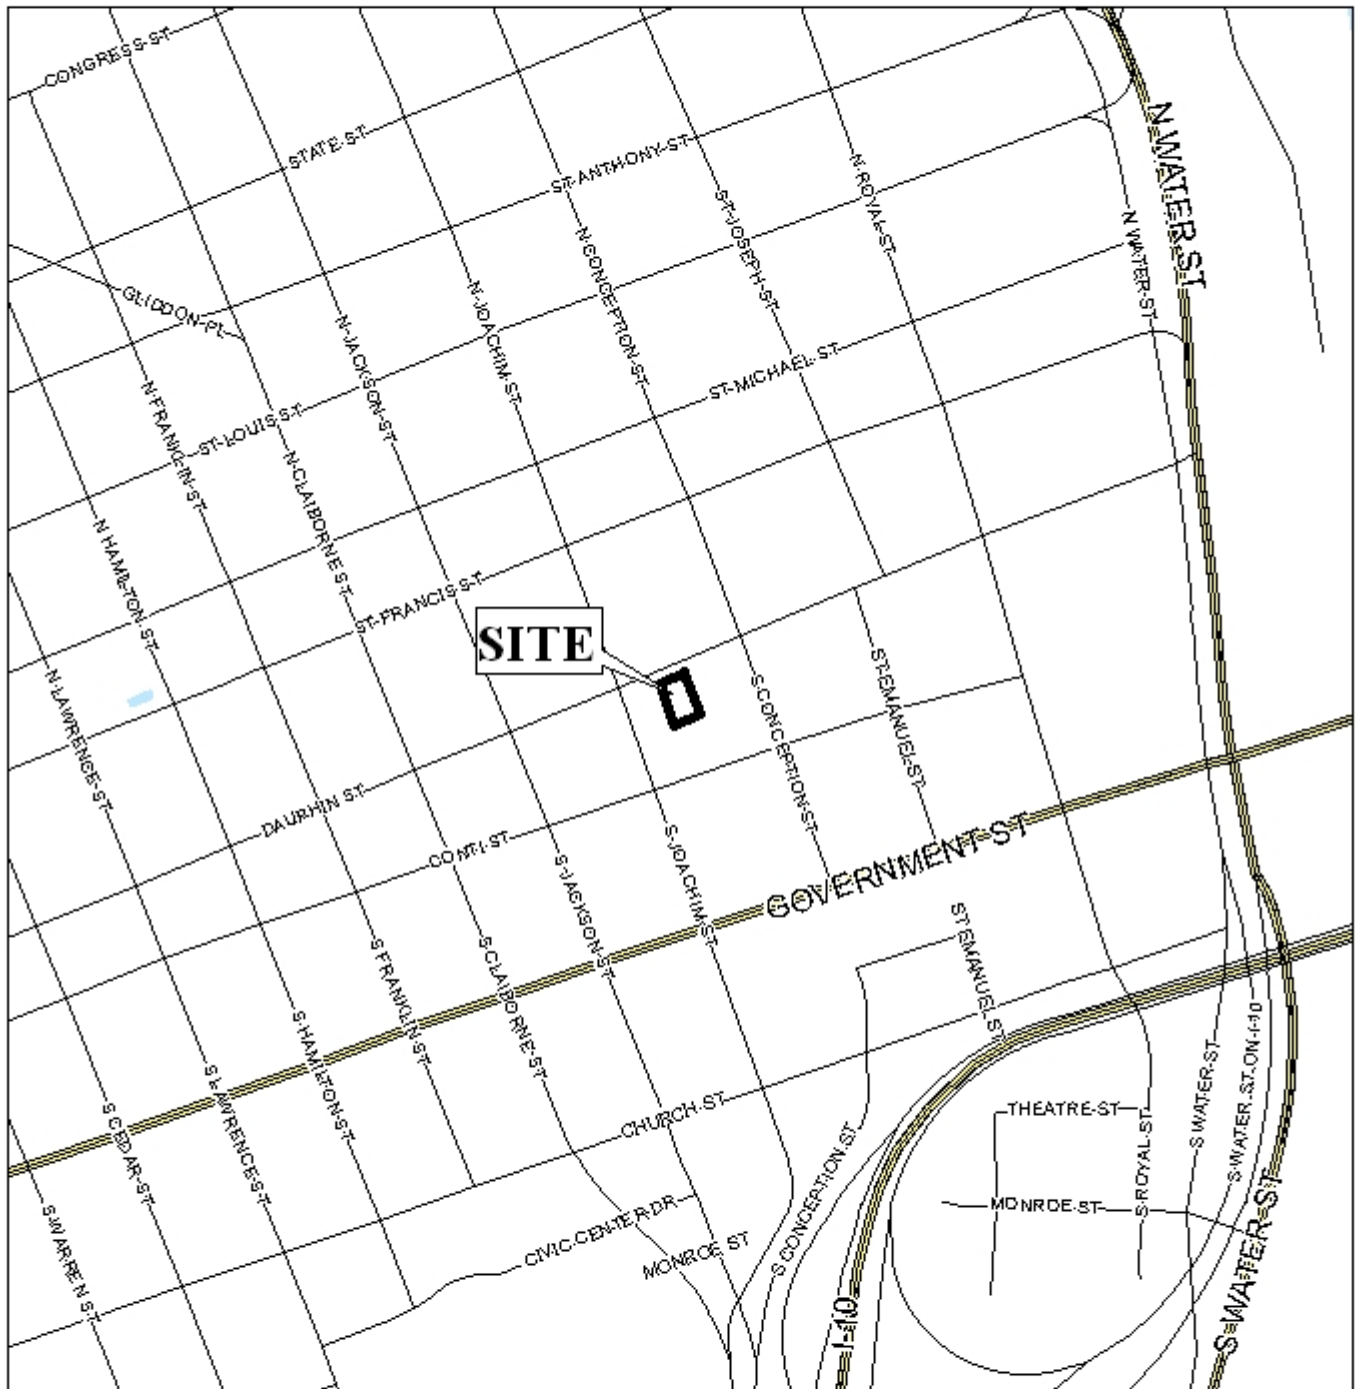 CONGRESS ST
STATE ST
ST ANTHONY ST
N WATER ST
N ROYAL ST
ST JOSEPH ST
N WATER ST
N CONCEPTION ST
N JOACHIM ST
GLIDDON PL
N JACKSON ST
ST MICHAEL ST
N FRANKLIN ST
ST LOUIS ST
N CLAIBORNE ST
N HAMILTON ST
ST FRANCIS ST
SITE
N LAWRENCE ST
S CONCEPTION ST
ST EMANUEL ST
DAUPHIN ST
CONTI ST
S JOACHIM ST
GOVERNMENT ST
S JACKSON ST
S FRANKLIN ST
S CLAIBORNE ST
ST EMANUEL ST
S HAMILTON ST
S LAWRENCE ST
S CEDAR ST
CHURCH ST
THEATRE ST
S WATER ST
S WATER ST ON I-10
S ROYAL ST
S CONCEPTION ST
MONROE ST
S WARREN ST
CIVIC CENTER DR
MONROE ST
S WATER ST
I-10